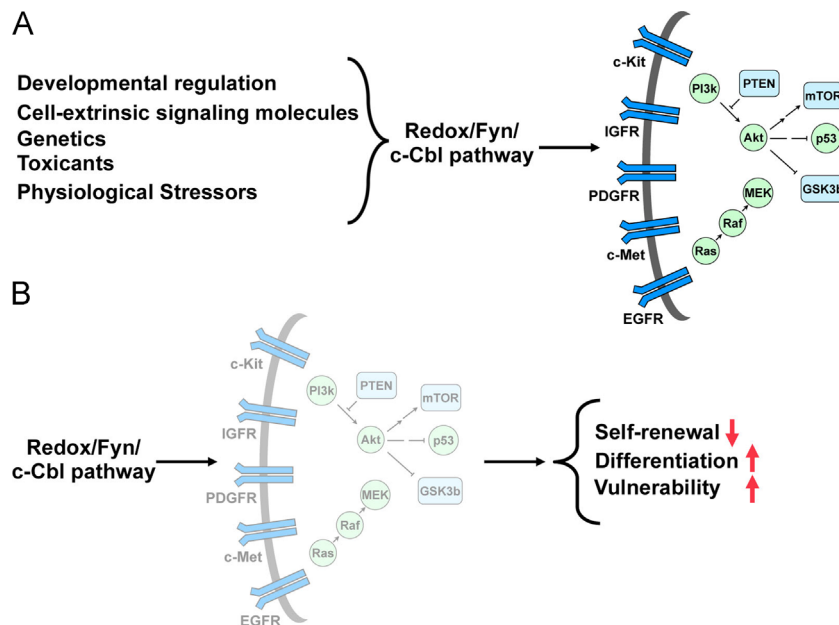 A
Developmental regulation
Cell-extrinsic signaling molecules
Genetics
Toxicants
Physiological Stressors
Redox/Fyn/
c-Cbl pathway
c-Kit
IGFR
PDGFR
c-Met
EGFR
PI3k
PTEN
mTOR
Akt
p53
GSK3b
MEK
Raf
Ras
B
Redox/Fyn/
c-Cbl pathway
c-Kit
IGFR
PDGFR
c-Met
EGFR
PI3k
PTEN
mTOR
Akt
p53
GSK3b
MEK
Raf
Ras
Self-renewal
Differentiation
Vulnerability